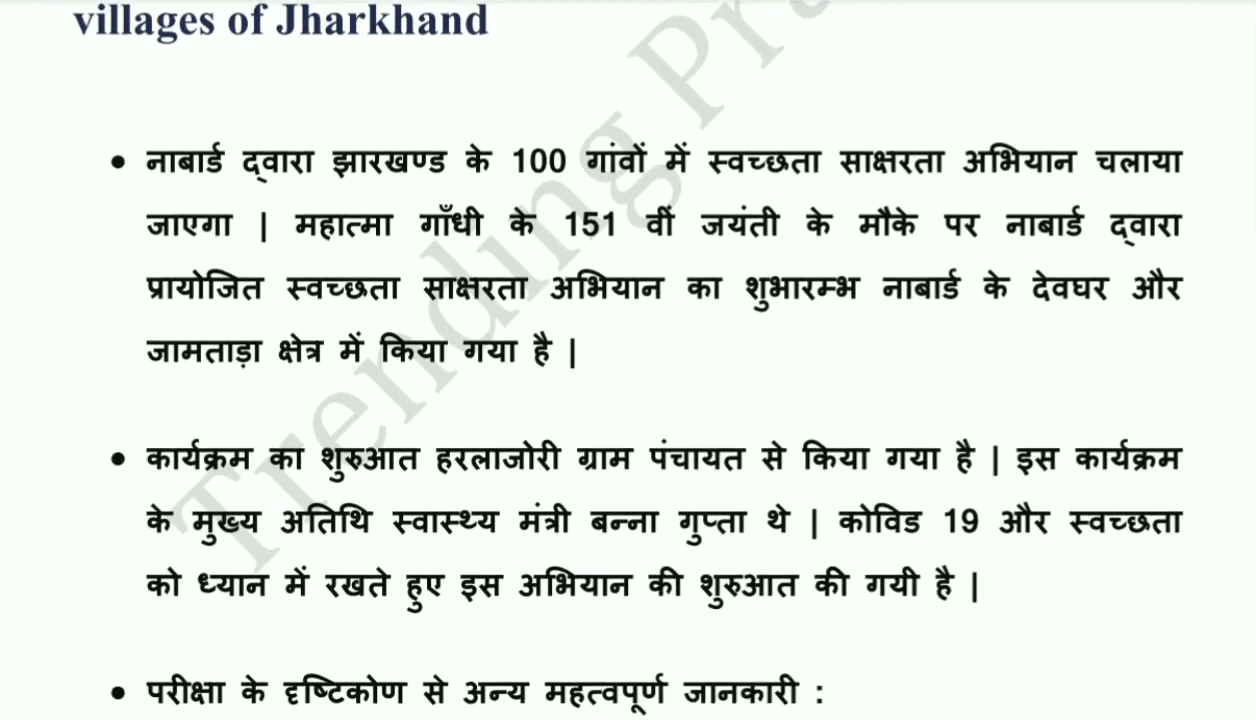 villages of Jharkhand
• नाबार्ड द्वारा झारखण्ड के 100 गांवों में स्वच्छता साक्षरता अभियान चलाया
जाएगा | महात्मा गाँधी के 151 वीं जयंती के मौके पर नाबार्ड द्वारा
प्रायोजित स्वच्छता साक्षरता अभियान का शुभारम्भ नाबार्ड के देवघर और
जामताड़ा क्षेत्र में किया गया है |
• कार्यक्रम का शुरुआत हरलाजोरी ग्राम पंचायत से किया गया है | इस कार्यक्रम
के मुख्य अतिथि स्वास्थ्य मंत्री बन्ना गुप्ता थे | कोविड 19 और स्वच्छता
को ध्यान में रखते हुए इस अभियान की शुरुआत की गयी है |
• परीक्षा के दृष्टिकोण से अन्य महत्वपूर्ण जानकारी :
Trending